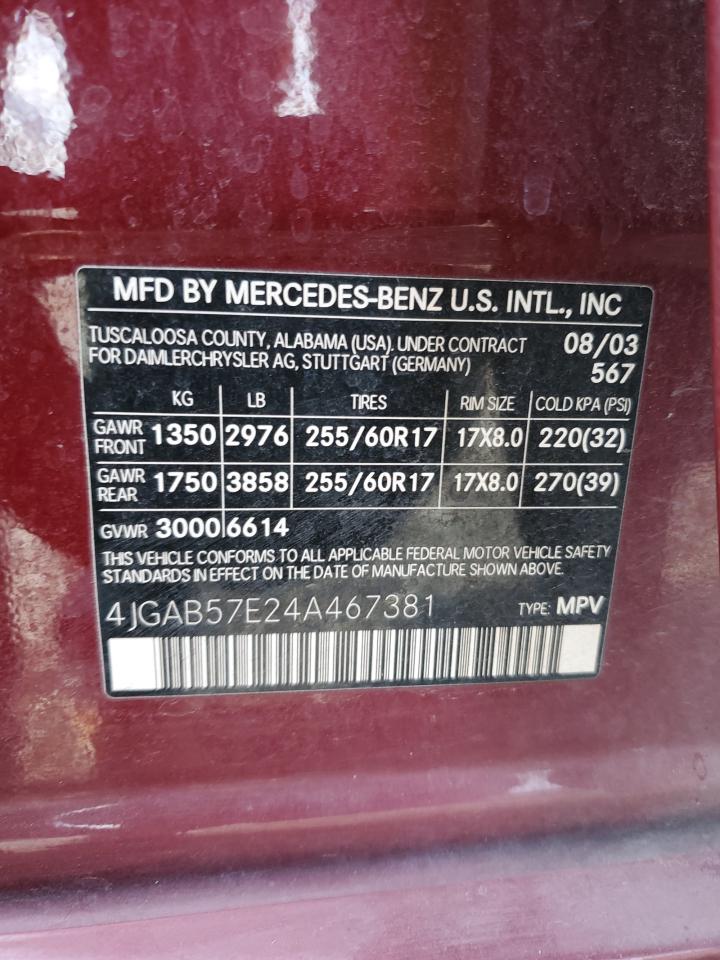 MFD BY MERCEDES-BENZ U.S. INTL., INC
TUSCALOOSA COUNTY, ALABAMA (USA). UNDER CONTRACT 08/03
FOR DAIMLERCHRYSLER AG, STUTTGART (GERMANY) 567
KG LB TIRES RIM SIZE COLD KPA (PSI)
GAWR FRONT 1350 2976 255/60R17 17X8.0 220(32)
GAWR REAR 1750 3858 255/60R17 17X8.0 270(39)
GVWR 3000 6614
THIS VEHICLE CONFORMS TO ALL APPLICABLE FEDERAL MOTOR VEHICLE SAFETY
STANDARDS IN EFFECT ON THE DATE OF MANUFACTURE SHOWN ABOVE.
4JGAB57E24A467381 TYPE: MPV